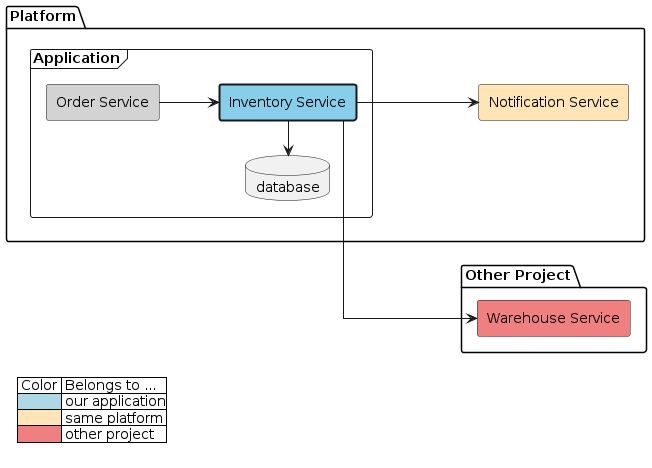 Platform
Application
Order Service
Inventory Service
Notification Service
database
Other Project
Warehouse Service
Color Belongs to ...
our application
same platform
other project